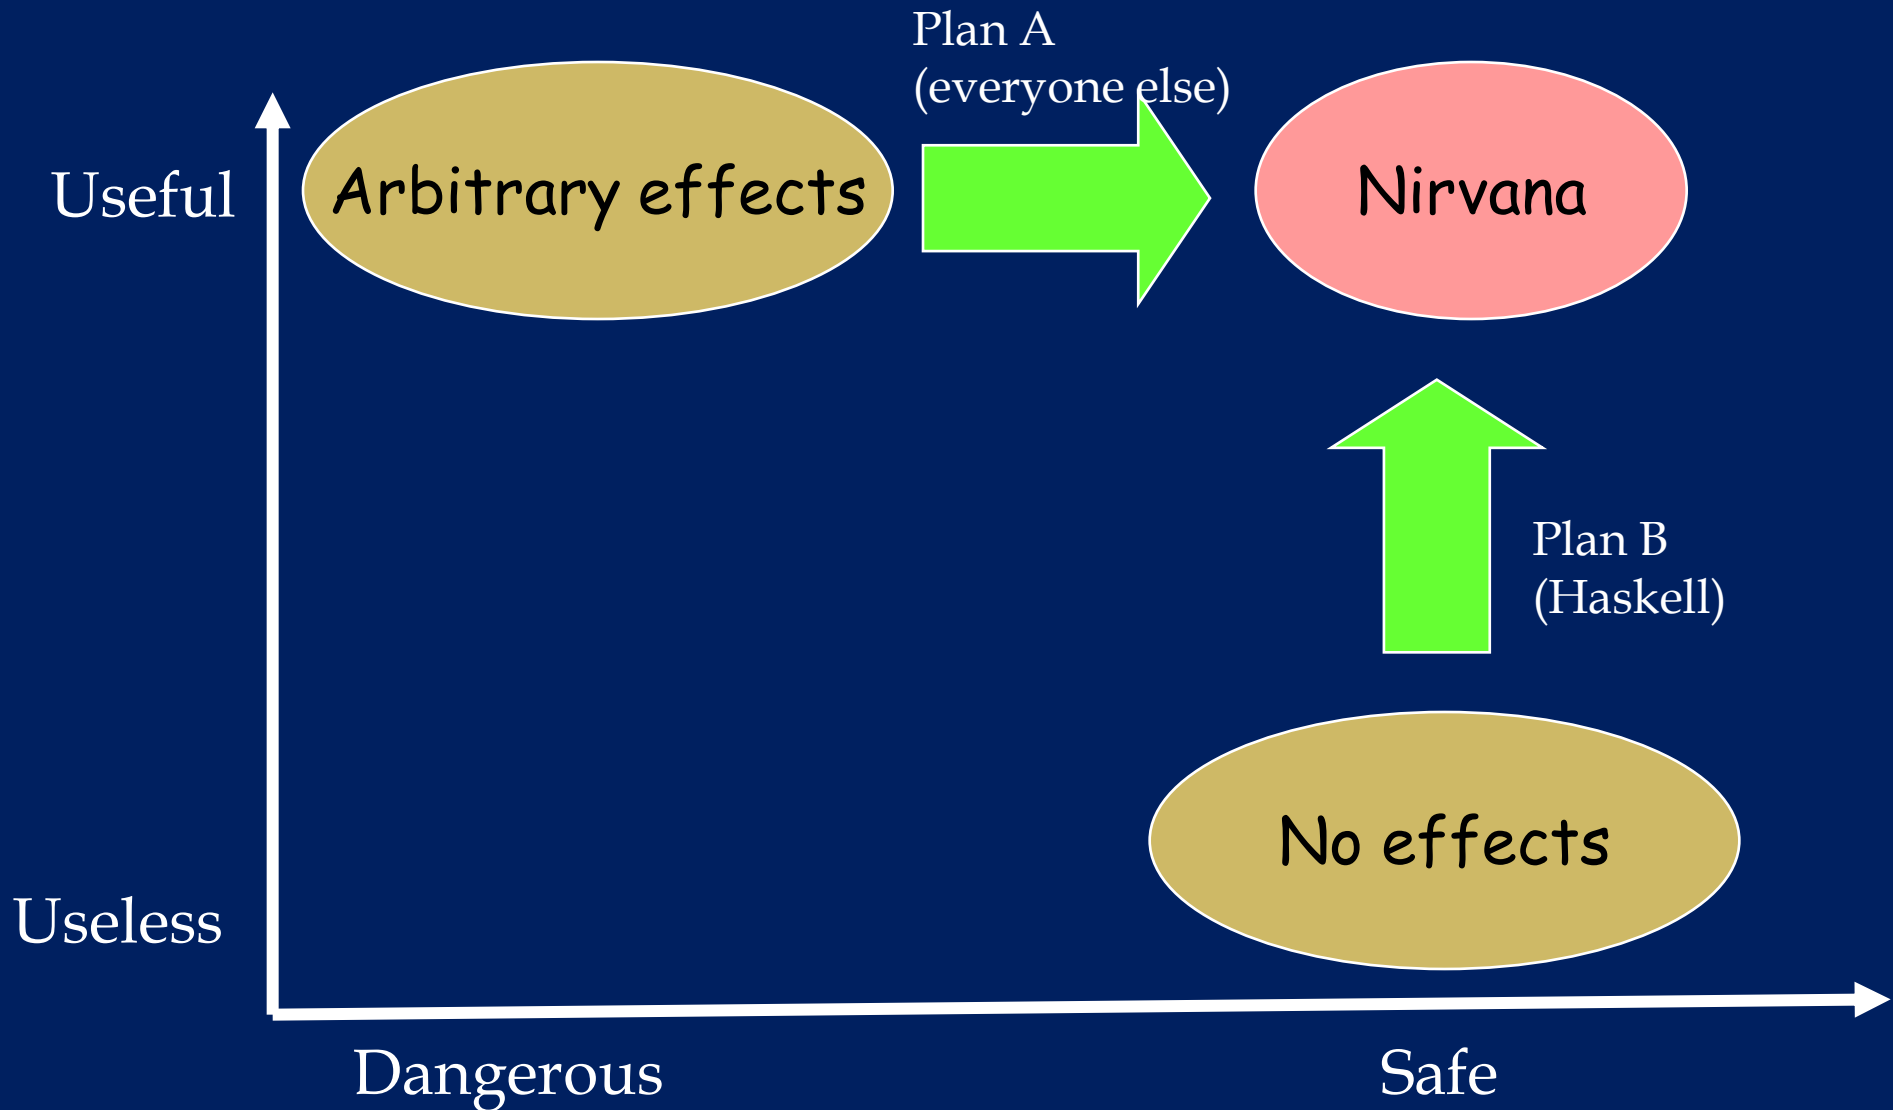 Plan A
(everyone else)
Useful
Arbitrary effects
Nirvana
Plan B
(Haskell)
No effects
Useless
Dangerous
Safe